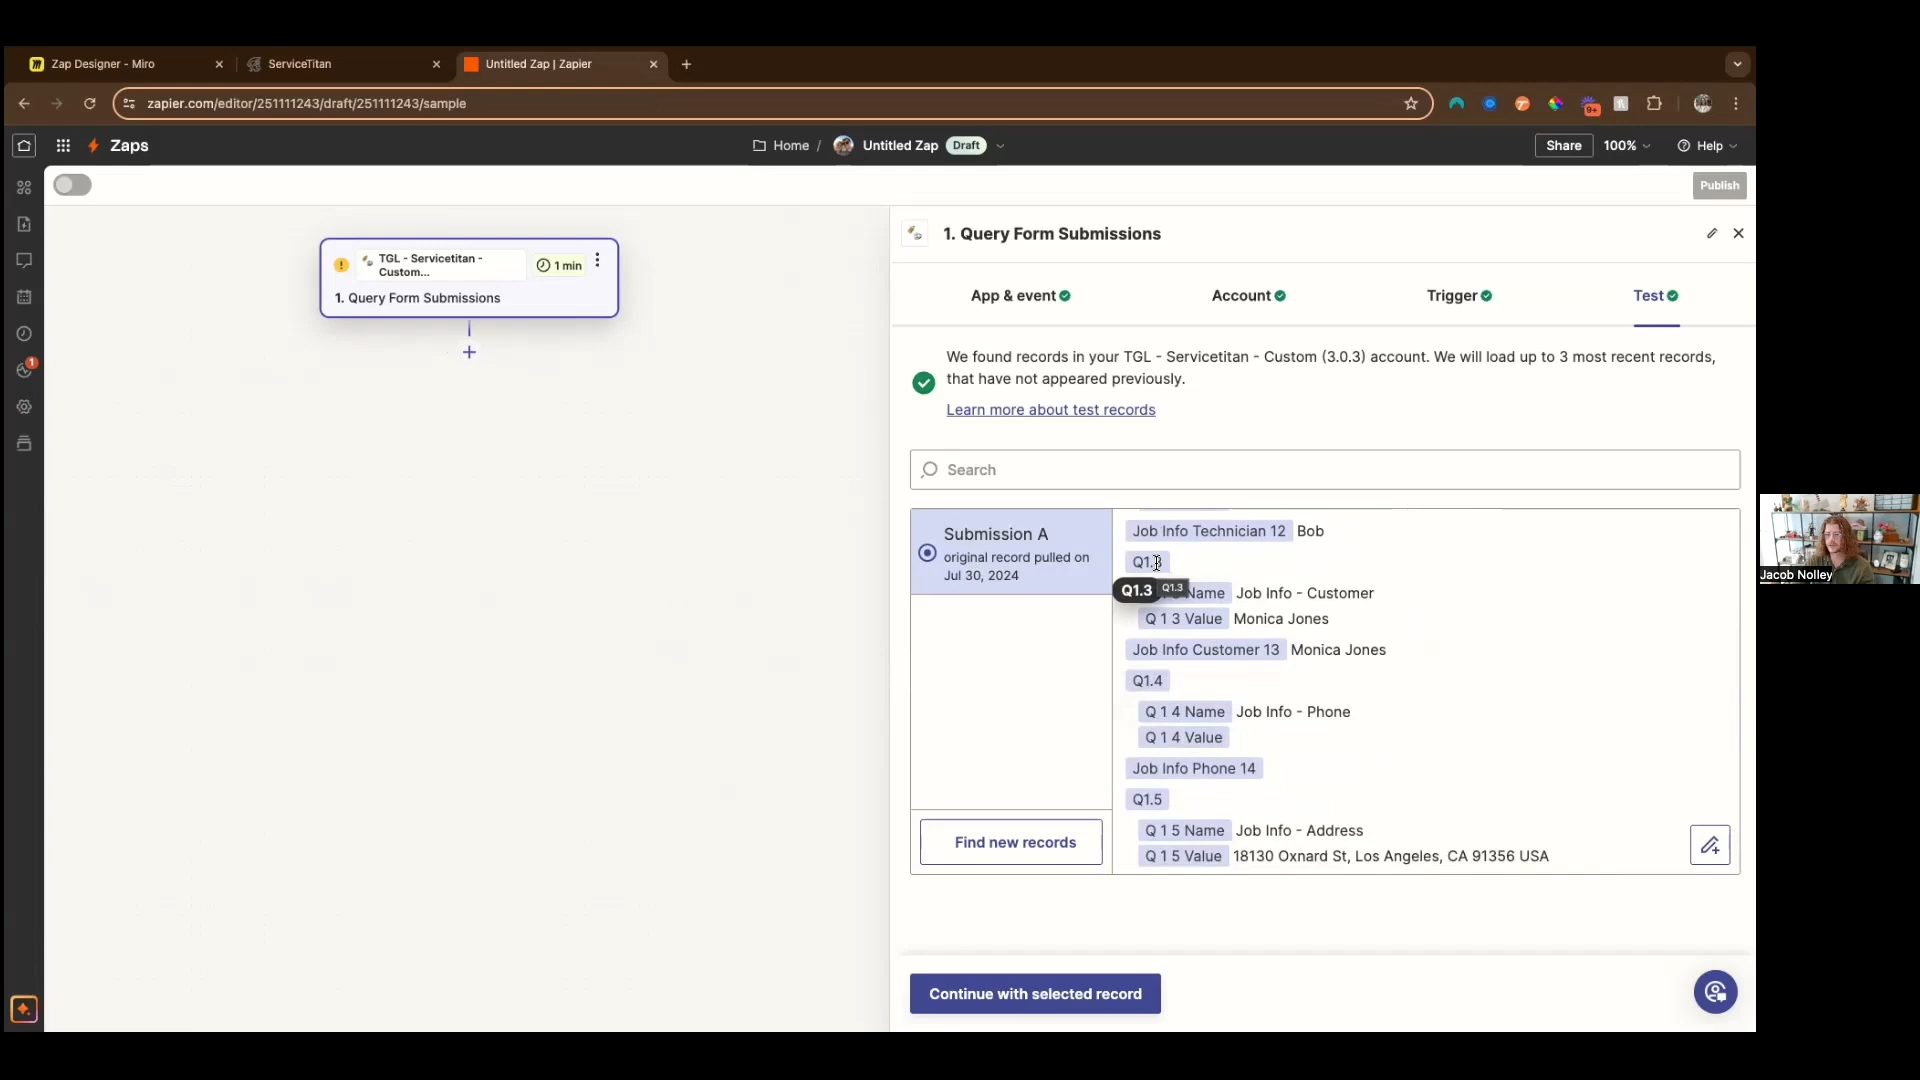 Zap Designer - Miro
ServiceTitan
Untitled Zap | Zapier
zapier.com/editor/251111243/draft/251111243/sample
9+
Zaps
Home / Untitled Zap Draft
Share
100%
Help
Publish
TGL - Servicetitan -
Custom...
1 min
1. Query Form Submissions
1
1. Query Form Submissions
App & event
Account
Trigger
Test
We found records in your TGL - Servicetitan - Custom (3.0.3) account. We will load up to 3 most recent records,
that have not appeared previously.
Learn more about test records
Search
Submission A
original record pulled on
Jul 30, 2024
Find new records
Job Info Technician 12 Bob
Q1.3
Q1.3 Q1.3
Name Job Info - Customer
Q 1 3 Value Monica Jones
Job Info Customer 13 Monica Jones
Q1.4
Q 1 4 Name Job Info - Phone
Q 1 4 Value
Job Info Phone 14
Q1.5
Q 1 5 Name Job Info - Address
Q 1 5 Value 18130 Oxnard St, Los Angeles, CA 91356 USA
Continue with selected record
Jacob Nolley